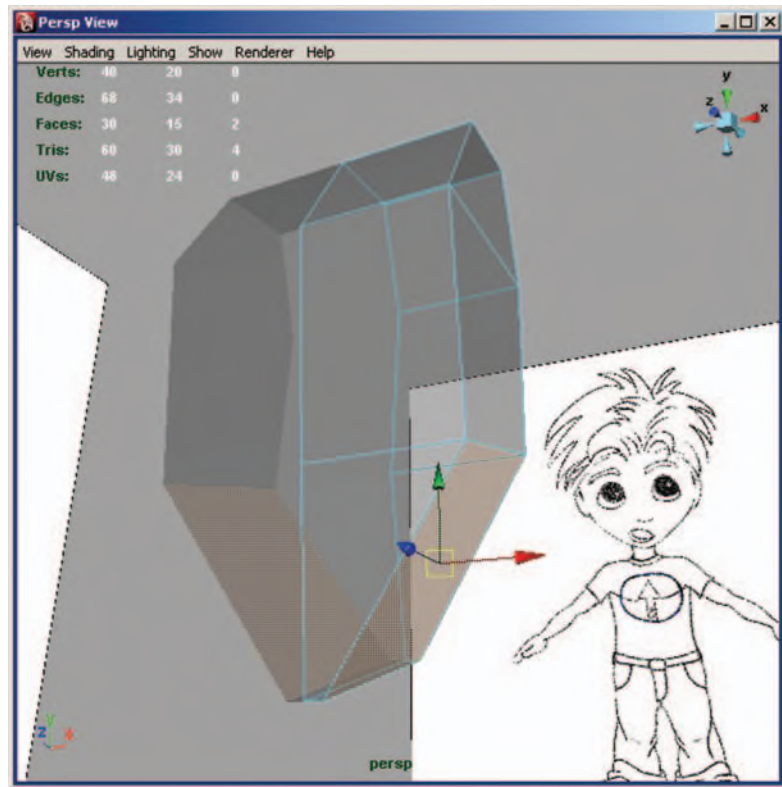 Persp View
View Shading Lighting Show Renderer Help
Verts: 40 20 0
Edges: 68 34 0
Faces: 30 15 2
Tris: 60 30 4
UVs: 48 24 0
y
z x
y
z x
persp